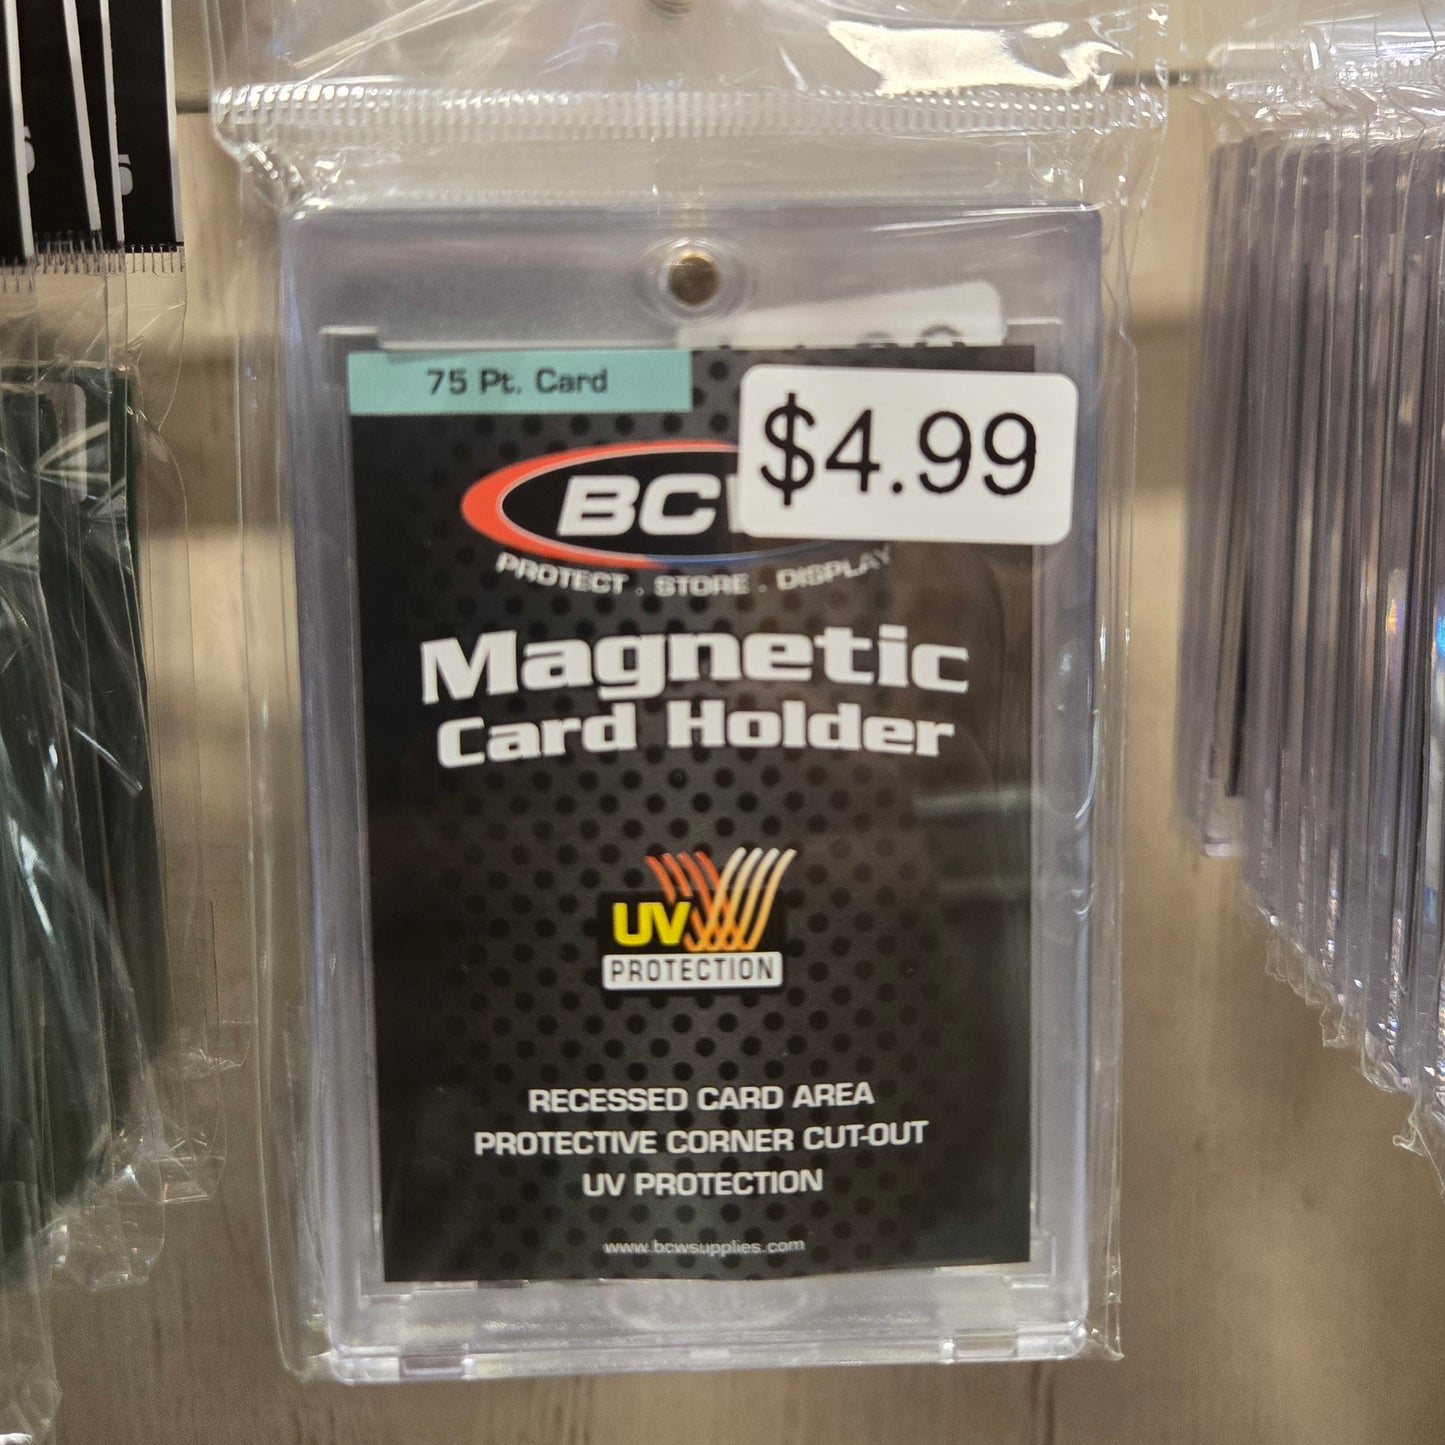 75 Pt. Card
$4.99
BCW
PROTECT . STORE . DISPLAY
Magnetic
Card Holder
UV
PROTECTION
RECESSED CARD AREA
PROTECTIVE CORNER CUT-OUT
UV PROTECTION
www.bcwsupplies.com